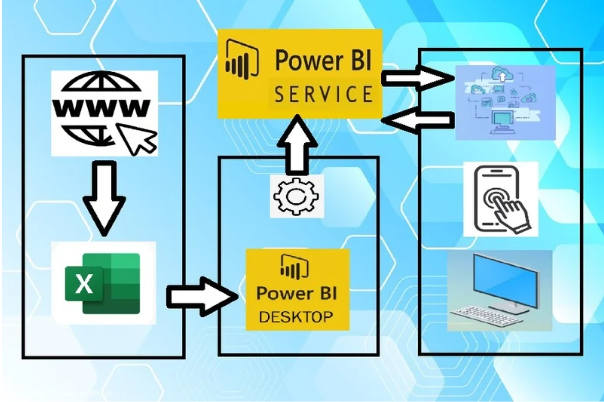 WWW
X
Power BI
SERVICE
Power BI
DESKTOP